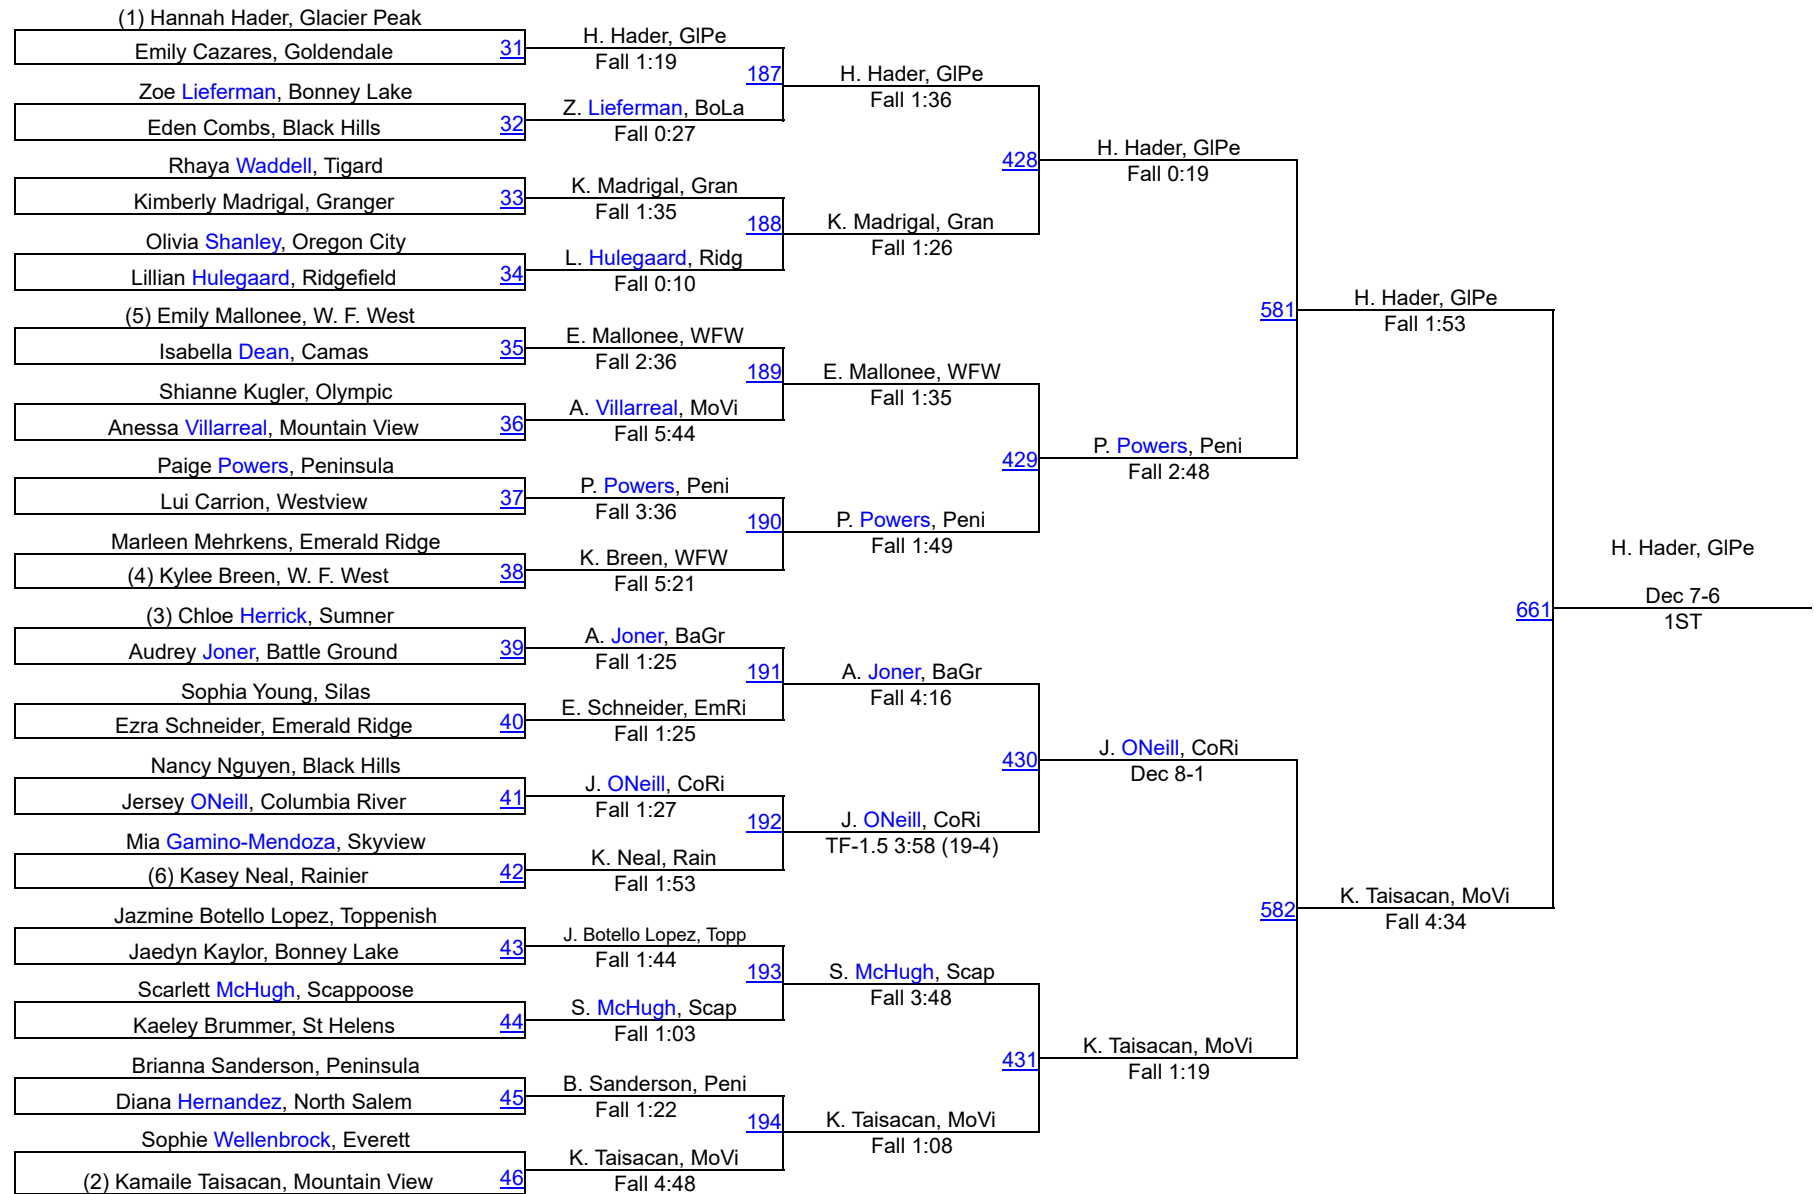 (1) Hannah Hader, Glacier Peak
Emily Cazares, Goldendale 31
Zoe Lieferman, Bonney Lake
Eden Combs, Black Hills 32
Rhaya Waddell, Tigard
Kimberly Madrigal, Granger 33
Olivia Shanley, Oregon City
Lillian Hulegaard, Ridgefield 34
(5) Emily Mallonee, W. F. West
Isabella Dean, Camas 35
Shianne Kugler, Olympic
Anessa Villarreal, Mountain View 36
Paige Powers, Peninsula
Lui Carrion, Westview 37
Marleen Mehrkens, Emerald Ridge
(4) Kylee Breen, W. F. West 38
(3) Chloe Herrick, Sumner
Audrey Joner, Battle Ground 39
Sophia Young, Silas
Ezra Schneider, Emerald Ridge 40
Nancy Nguyen, Black Hills
Jersey ONeill, Columbia River 41
Mia Gamino-Mendoza, Skyview
(6) Kasey Neal, Rainier 42
Jazmine Botello Lopez, Toppenish
Jaedyn Kaylor, Bonney Lake 43
Scarlett McHugh, Scappoose
Kaeley Brummer, St Helens 44
Brianna Sanderson, Peninsula
Diana Hernandez, North Salem 45
Sophie Wellenbrock, Everett
(2) Kamaile Taisacan, Mountain View 46
H. Hader, GlPe
Fall 1:19
187
Z. Lieferman, BoLa
Fall 0:27
K. Madrigal, Gran
Fall 1:35
188
L. Hulegaard, Ridg
Fall 0:10
E. Mallonee, WFW
Fall 2:36
189
A. Villarreal, MoVi
Fall 5:44
P. Powers, Peni
Fall 3:36
190
K. Breen, WFW
Fall 5:21
A. Joner, BaGr
Fall 1:25
191
E. Schneider, EmRi
Fall 1:25
J. ONeill, CoRi
Fall 1:27
192
K. Neal, Rain
Fall 1:53
J. Botello Lopez, Topp
Fall 1:44
193
S. McHugh, Scap
Fall 1:03
B. Sanderson, Peni
Fall 1:22
194
K. Taisacan, MoVi
Fall 4:48
H. Hader, GlPe
Fall 1:36
428
K. Madrigal, Gran
Fall 1:26
E. Mallonee, WFW
Fall 1:35
429
P. Powers, Peni
Fall 1:49
A. Joner, BaGr
Fall 4:16
430
J. ONeill, CoRi
TF-1.5 3:58 (19-4)
S. McHugh, Scap
Fall 3:48
431
K. Taisacan, MoVi
Fall 1:08
H. Hader, GlPe
Fall 0:19
581
P. Powers, Peni
Fall 2:48
J. ONeill, CoRi
Dec 8-1
582
K. Taisacan, MoVi
Fall 1:19
H. Hader, GlPe
Fall 1:53
661
K. Taisacan, MoVi
Fall 4:34
H. Hader, GlPe
Dec 7-6
1ST